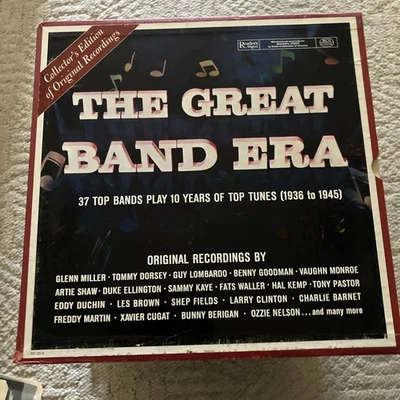 Collector's Edition
of Original Recordings
Reader's
Digest
THE GREAT
BAND ERA
37 TOP BANDS PLAY 10 YEARS OF TOP TUNES (1936 to 1945)
ORIGINAL RECORDINGS BY
GLENN MILLER · TOMMY DORSEY · GUY LOMBARDO · BENNY GOODMAN · VAUGHN MONROE
ARTIE SHAW · DUKE ELLINGTON · SAMMY KAYE · FATS WALLER · HAL KEMP · TONY PASTOR
EDDY DUCHIN · LES BROWN · SHEP FIELDS · LARRY CLINTON · CHARLIE BARNET
FREDDY MARTIN · XAVIER CUGAT · BUNNY BERIGAN · OZZIE NELSON...and many more